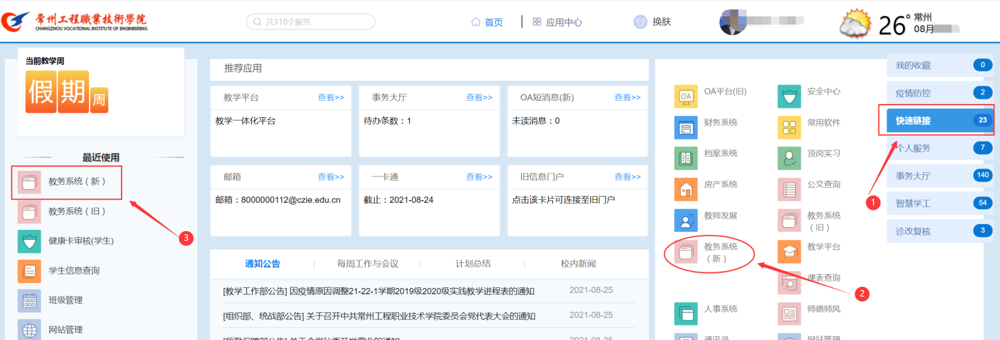 常州工程職業技術學院
CHANGZHOU VOCATIONAL INSTITUTE OF ENGINEERING
共310个服务
首页
应用中心
换肤
26°
常州
08月
当前教学周
假期周
最近使用
教务系统（新）
教务系统（旧）
健康卡审核(学生)
学生信息查询
班级管理
网站管理
3
推荐应用
教学平台 查看>>
教学一体化平台
事务大厅 查看>>
待办条数：1
OA短消息(新) 查看>>
未读消息：0
邮箱 查看>>
邮箱：8000000112@czie.edu.cn
一卡通 查看>>
截止：2021-08-24
旧信息门户 查看>>
点击该卡片可连接至旧门户
通知公告 每周工作与会议 计划总结 校内新闻
[教学工作部公告] 因疫情原因调整21-22-1学期2019级2020级实践教学进程表的通知 2021-08-25
[组织部、统战部公告] 关于召开中共常州工程职业技术学院委员会党代表大会的通知 2021-08-25
OA
OA平台(旧)
安全中心
财务系统
常用软件
档案系统
顶岗实习
房产系统
公文查询
教师发展
教务系统
（旧）
教务系统
（新）
教学平台
课表查询
人事系统
师德师风
2
我的收藏 0
疫情防控 2
快速链接 23
个人服务 7
事务大厅 140
智慧学工 54
诊改复核 3
1